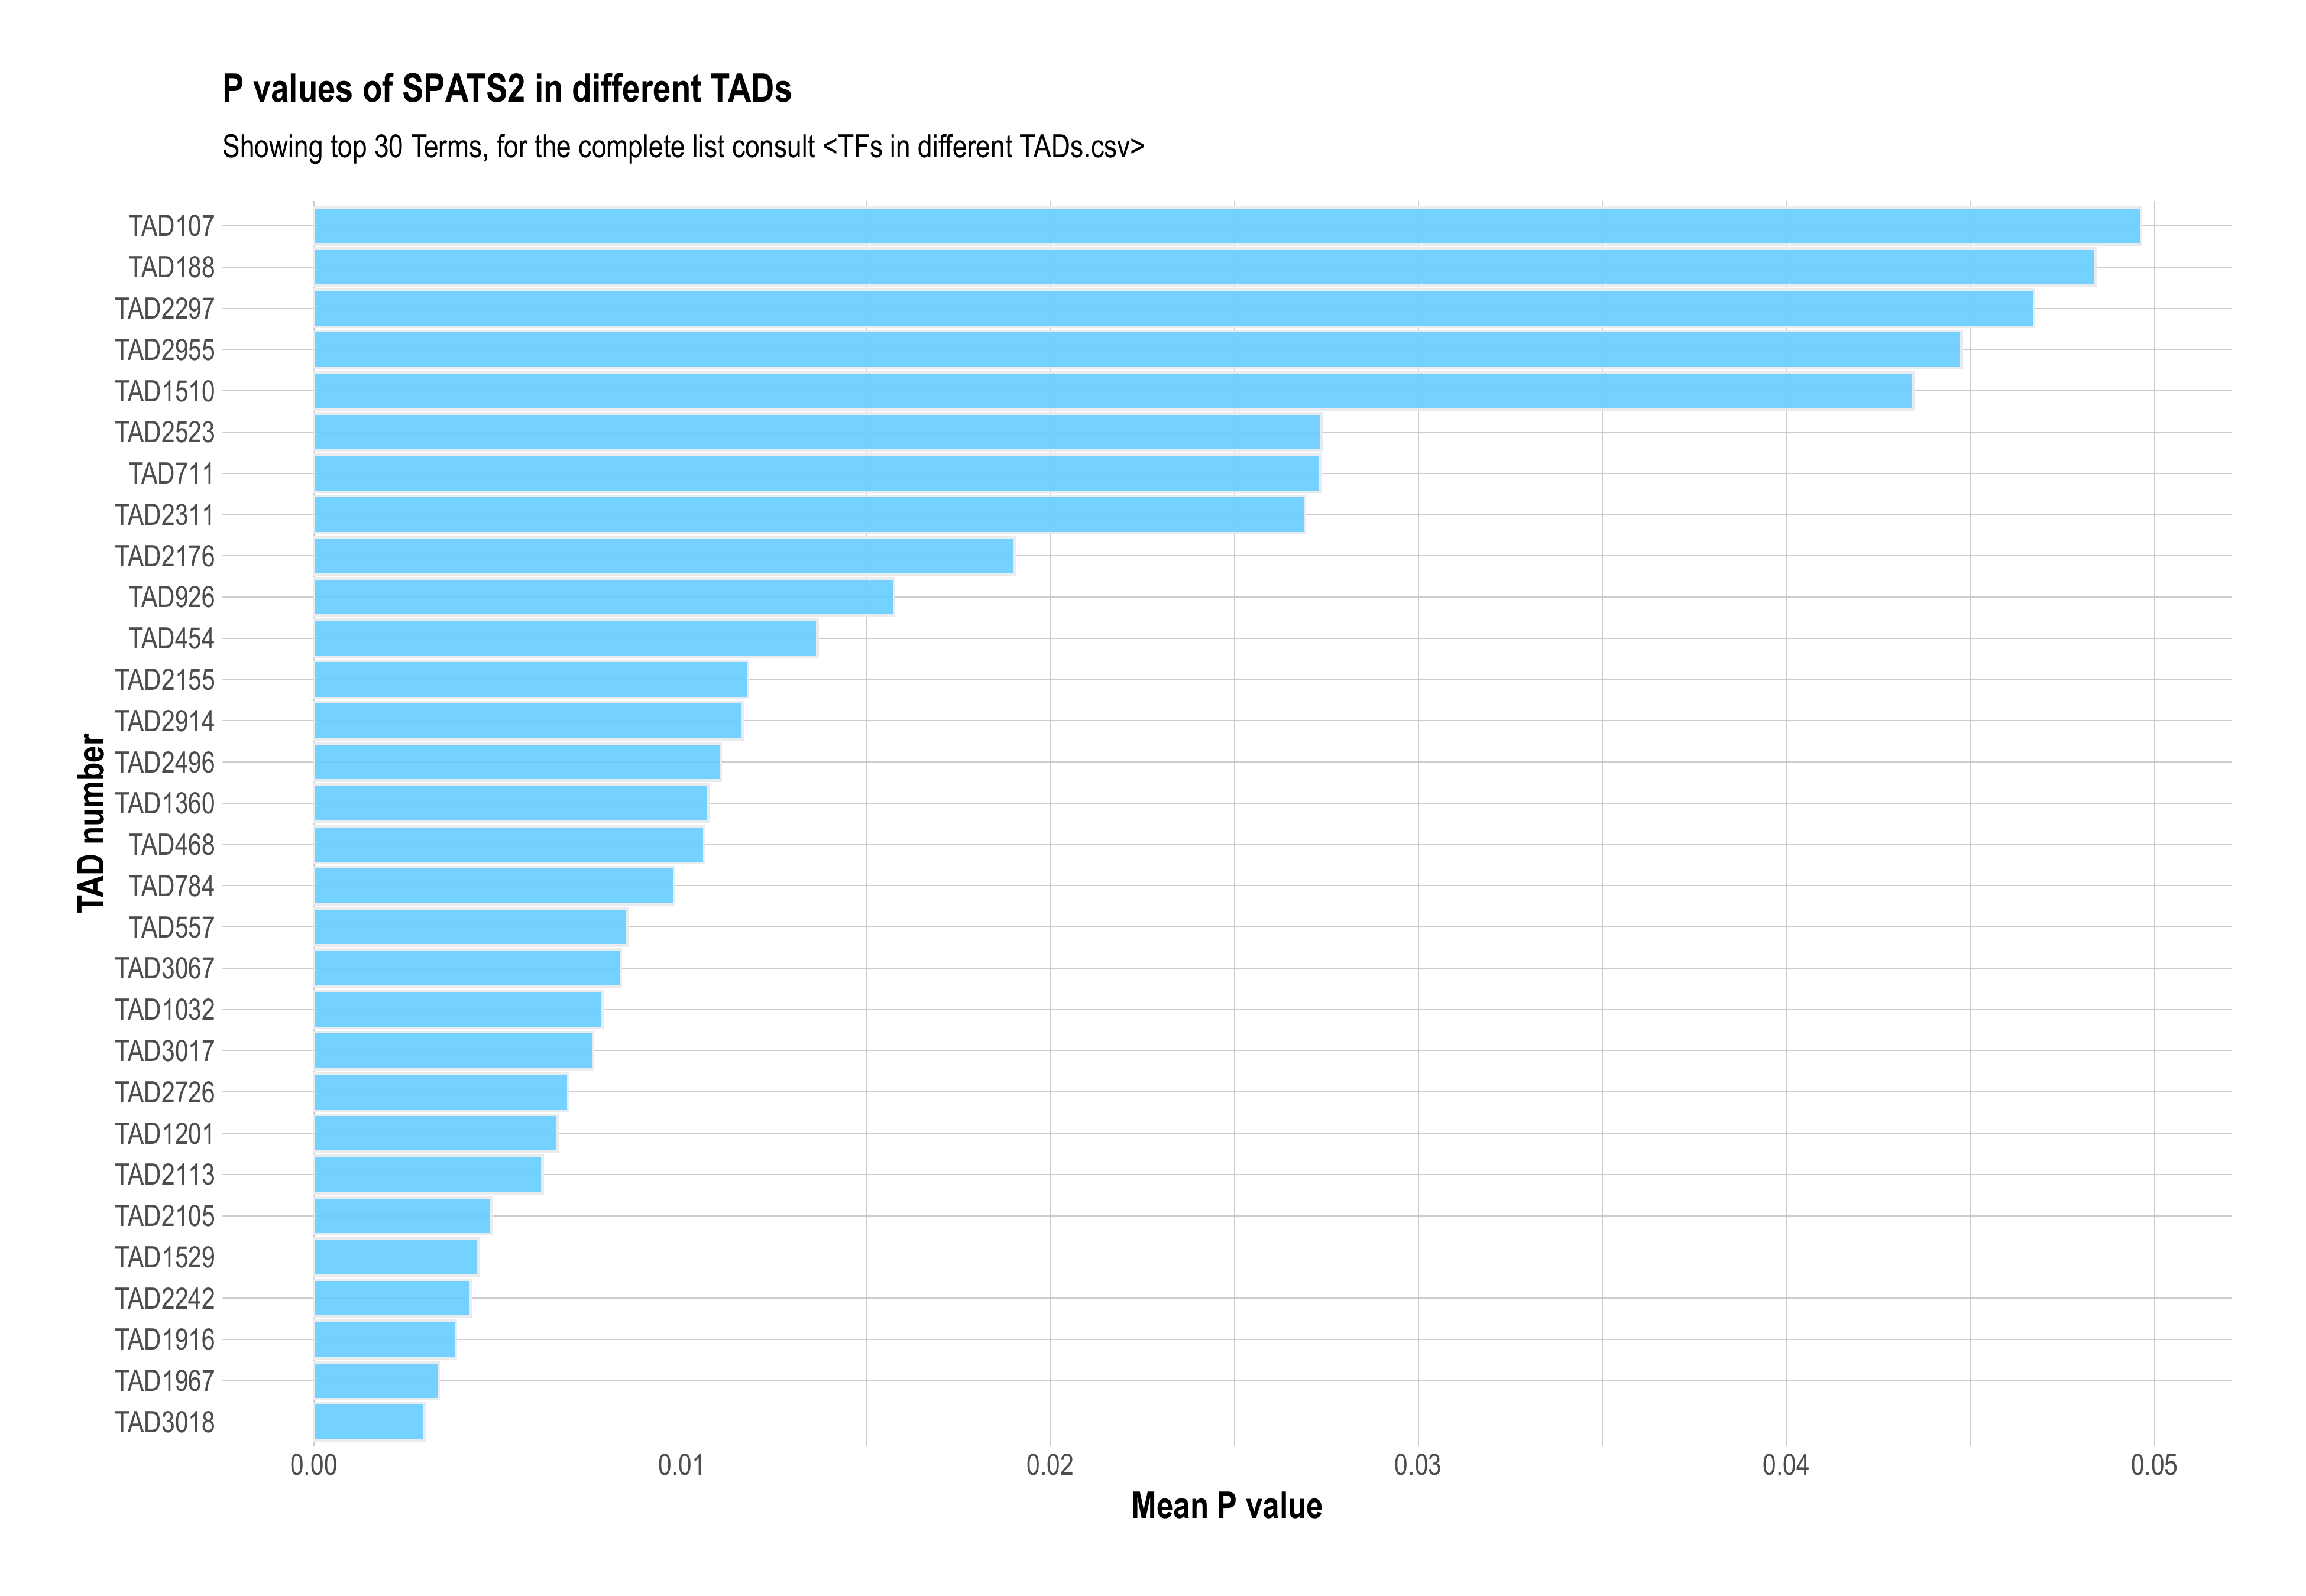 P values of SPATS2 in different TADs
Showing top 30 Terms, for the complete list consult <TFs in different TADs.csv>
TAD number
TAD107
TAD188
TAD2297
TAD2955
TAD1510
TAD2523
TAD711
TAD2311
TAD2176
TAD926
TAD454
TAD2155
TAD2914
TAD2496
TAD1360
TAD468
TAD784
TAD557
TAD3067
TAD1032
TAD3017
TAD2726
TAD1201
TAD2113
TAD2105
TAD1529
TAD2242
TAD1916
TAD1967
TAD3018
0.00 0.01 0.02 0.03 0.04 0.05
Mean P value